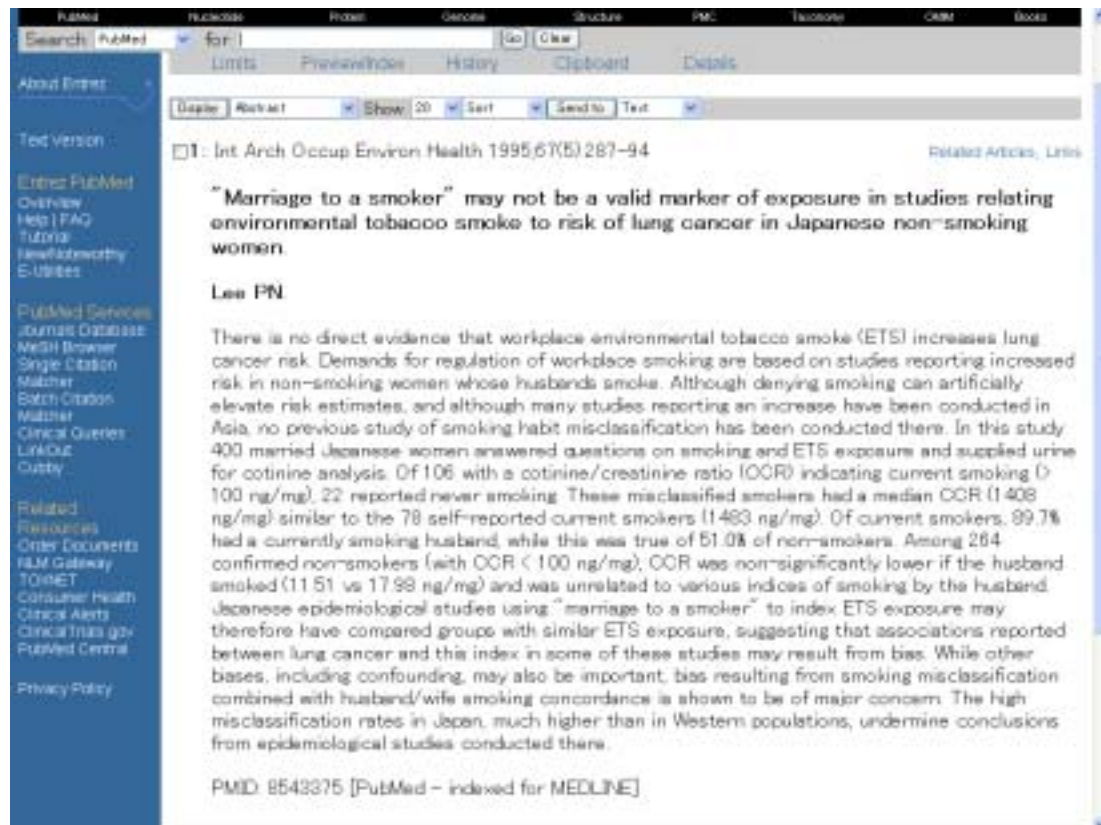 PubMed Nucleotide Protein Genome Structure PMC Taxonomy OMIM Books
Search PubMed for Go Clear
Limits Preview/Index History Clipboard Details
Display Abstract Show: 20 Sort Send to Text
About Entrez
Text Version
Entrez PubMed
Overview
Help | FAQ
Tutorial
New/Noteworthy
E-Utilities
PubMed Services
Journals Database
MeSH Browser
Single Citation
Matcher
Batch Citation
Matcher
Clinical Queries
LinkOut
Cubby
Related
Resources
Order Documents
NLM Gateway
TOXNET
Consumer Health
Clinical Alerts
ClinicalTrials.gov
PubMed Central
Privacy Policy
1: Int Arch Occup Environ Health 1995;67(5):287-94 Related Articles, Links
"Marriage to a smoker" may not be a valid marker of exposure in studies relating
environmental tobacco smoke to risk of lung cancer in Japanese non-smoking
women.
Lee PN.
There is no direct evidence that workplace environmental tobacco smoke (ETS) increases lung
cancer risk. Demands for regulation of workplace smoking are based on studies reporting increased
risk in non-smoking women whose husbands smoke. Although denying smoking can artificially
elevate risk estimates, and although many studies reporting an increase have been conducted in
Asia, no previous study of smoking habit misclassification has been conducted there. In this study
400 married Japanese women answered questions on smoking and ETS exposure and supplied urine
for cotinine analysis. Of 106 with a cotinine/creatinine ratio (CCR) indicating current smoking (>
100 ng/mg), 22 reported never smoking. These misclassified smokers had a median CCR (1408
ng/mg) similar to the 78 self-reported current smokers (1483 ng/mg). Of current smokers, 89.7%
had a currently smoking husband, while this was true of 51.0% of non-smokers. Among 264
confirmed non-smokers (with CCR < 100 ng/mg), CCR was non-significantly lower if the husband
smoked (11.51 vs 17.98 ng/mg) and was unrelated to various indices of smoking by the husband.
Japanese epidemiological studies using "marriage to a smoker" to index ETS exposure may
therefore have compared groups with similar ETS exposure, suggesting that associations reported
between lung cancer and this index in some of these studies may result from bias. While other
biases, including confounding, may also be important, bias resulting from smoking misclassification
combined with husband/wife smoking concordance is shown to be of major concern. The high
misclassification rates in Japan, much higher than in Western populations, undermine conclusions
from epidemiological studies conducted there.
PMID: 8543375 [PubMed - indexed for MEDLINE]